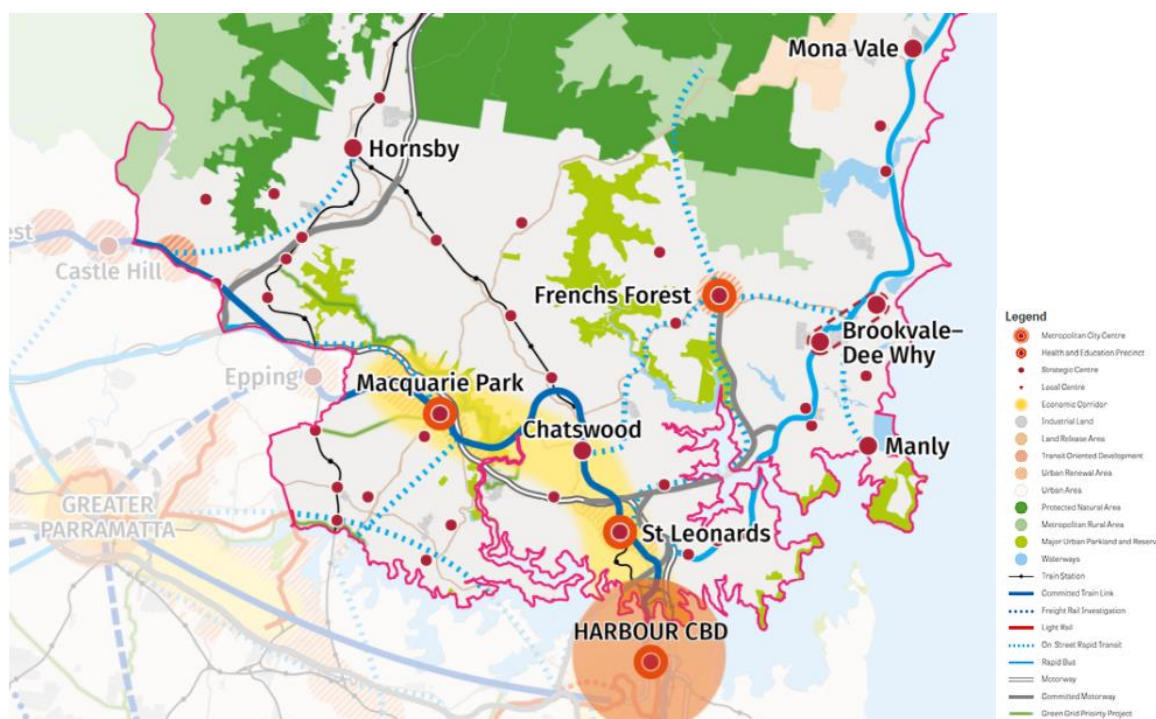 Mona Vale
Hornsby
est
Castle Hill
Frenchs Forest
Brookvale–
Dee Why
Epping
Macquarie Park
Chatswood
Manly
GREATER
PARRAMATTA
St Leonards
HARBOUR CBD
Legend
Metropolitan City Centre
Health and Education Precinct
Strategic Centre
Local Centre
Economic Corridor
Industrial Land
Land Release Area
Transit Oriented Development
Urban Renewal Area
Urban Area
Protected Natural Area
Metropolitan Rural Area
Major Urban Parkland and Reserv
Waterways
Train Station
Committed Train Link
Freight Rail Investigation
Light Rail
On Street Rapid Transit
Rapid Bus
Motorway
Committed Motorway
Green Grid Priority Project